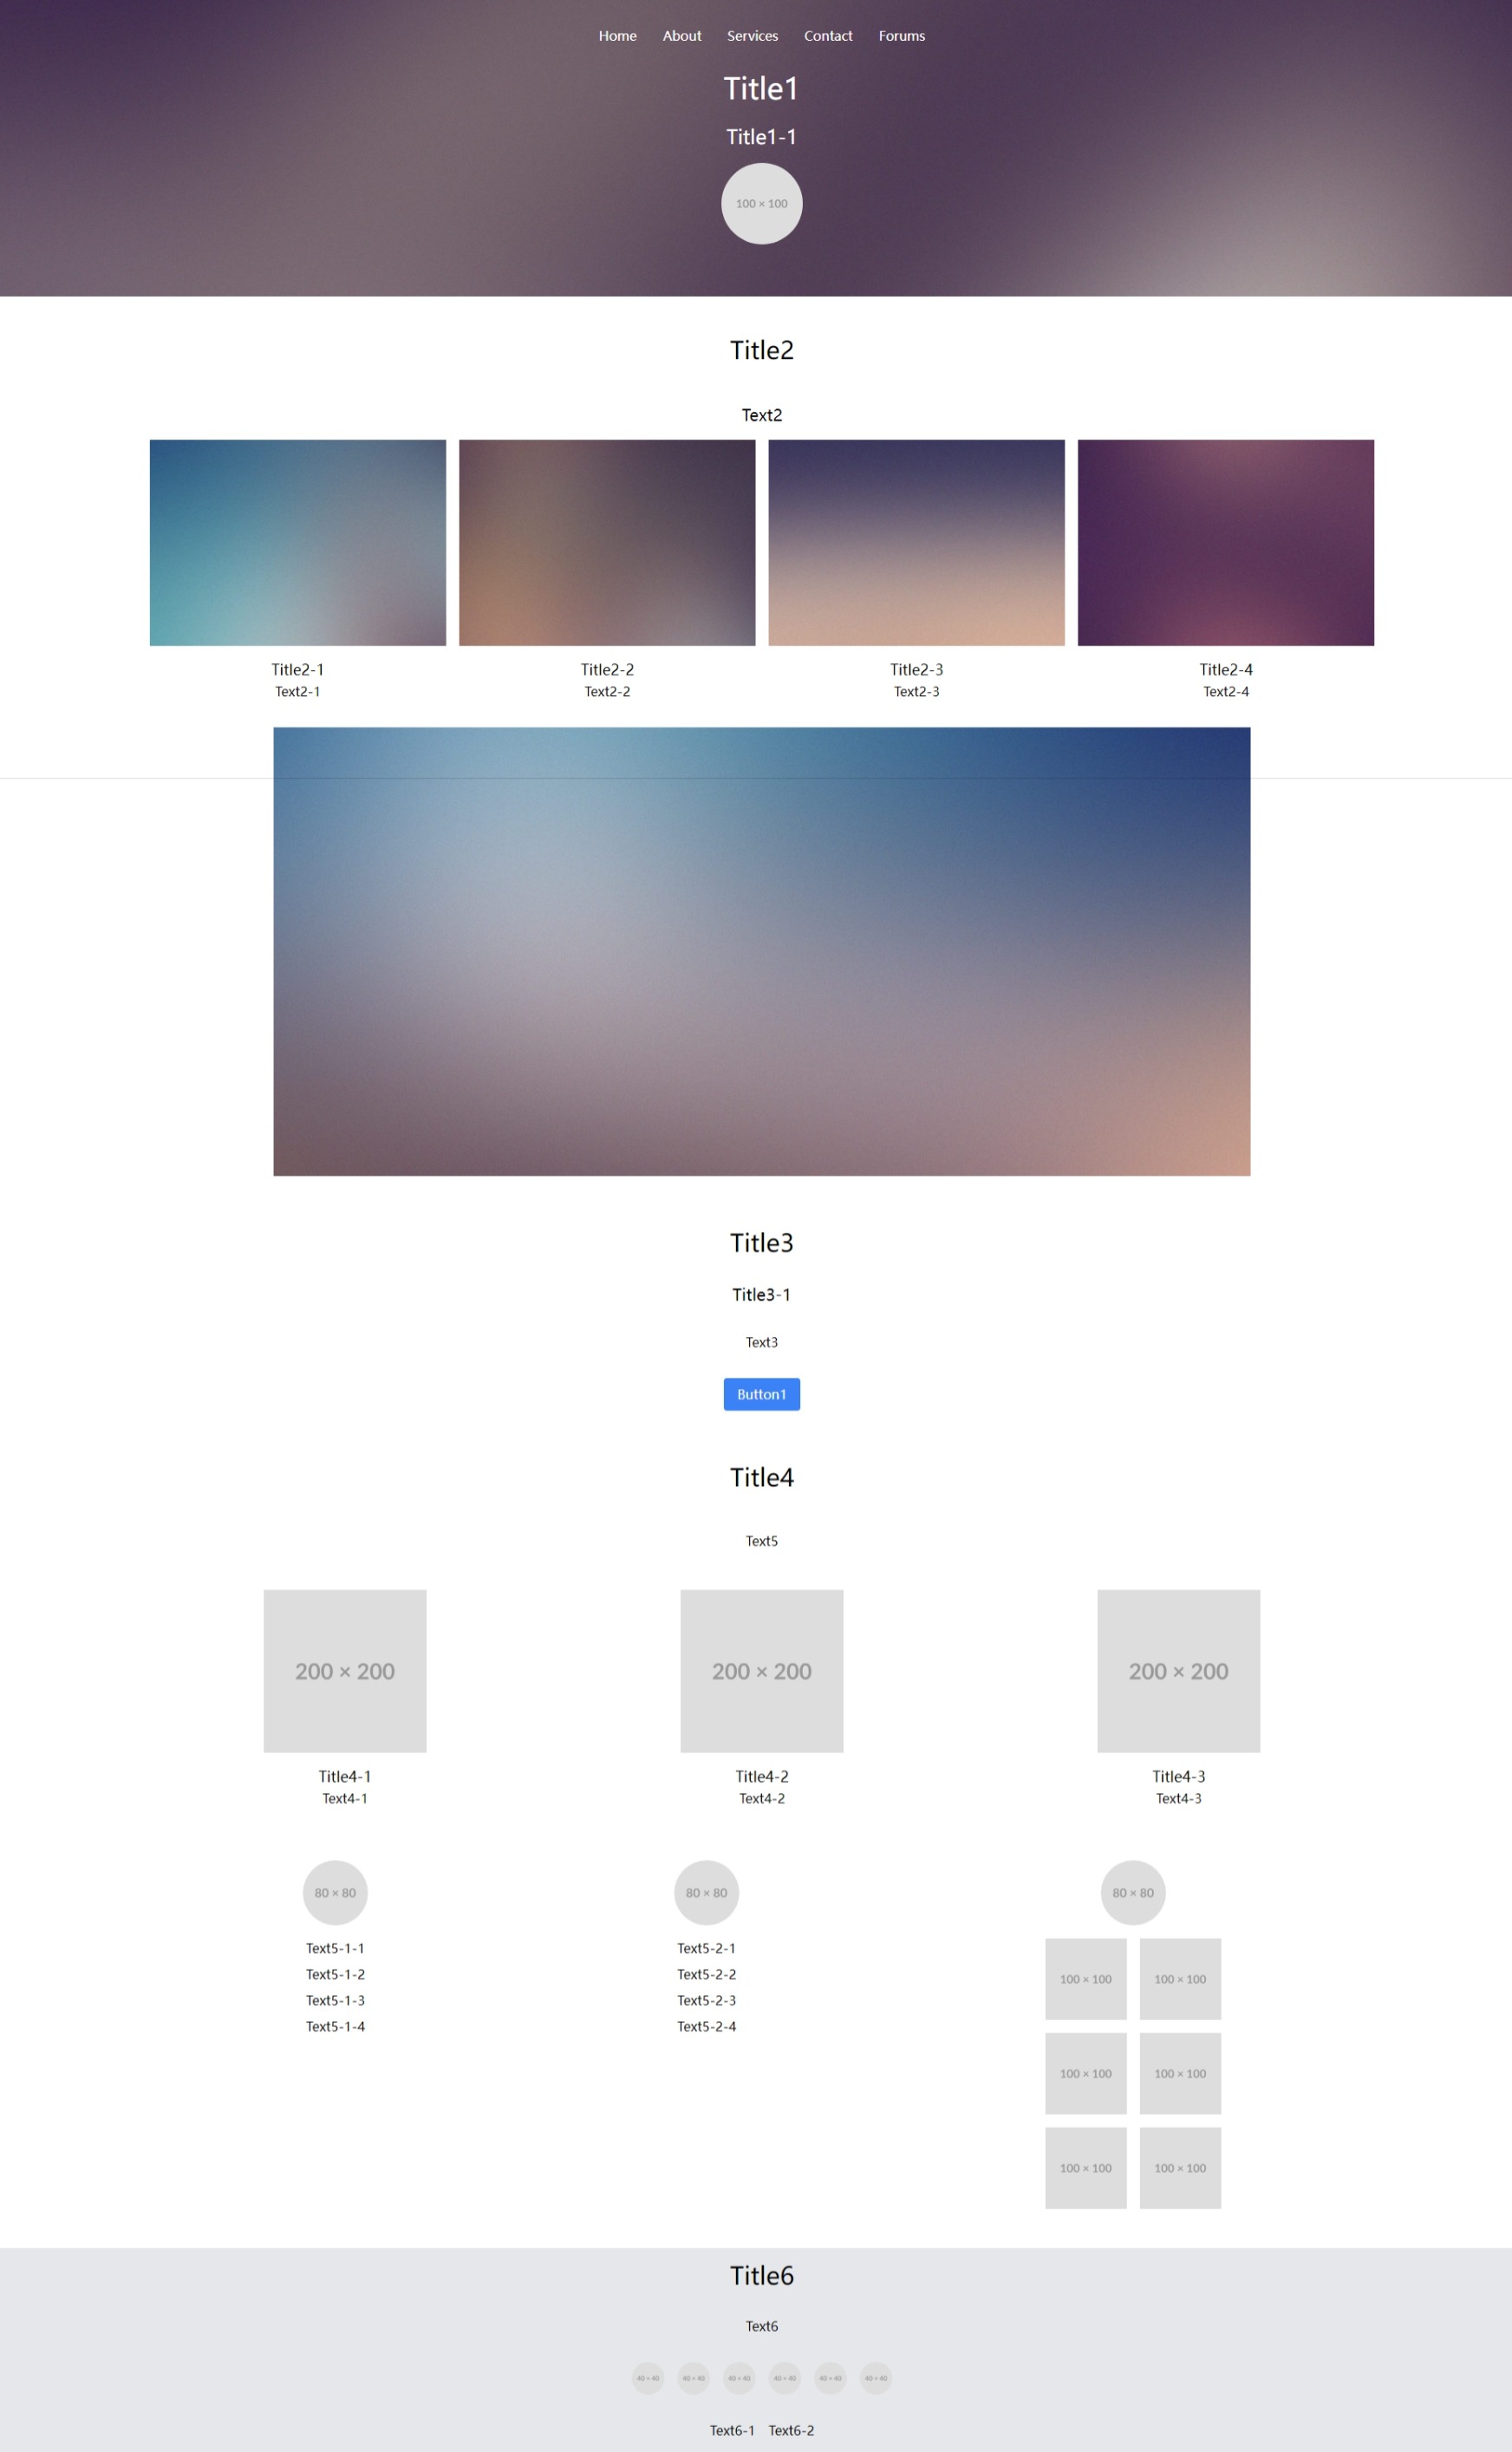 Home About Services Contact Forums
Title1
Title1-1
100 × 100
Title2
Text2
Title2-1 Title2-2 Title2-3 Title2-4
Text2-1 Text2-2 Text2-3 Text2-4
Title3
Title3-1
Text3
Button1
Title4
Text5
200 × 200 200 × 200 200 × 200
Title4-1 Title4-2 Title4-3
Text4-1 Text4-2 Text4-3
80 × 80 80 × 80 80 × 80
Text5-1-1 Text5-2-1
Text5-1-2 Text5-2-2
Text5-1-3 Text5-2-3
Text5-1-4 Text5-2-4
100 × 100 100 × 100
100 × 100 100 × 100
100 × 100 100 × 100
Title6
Text6
40 × 40 40 × 40 40 × 40 40 × 40 40 × 40 40 × 40
Text6-1 Text6-2